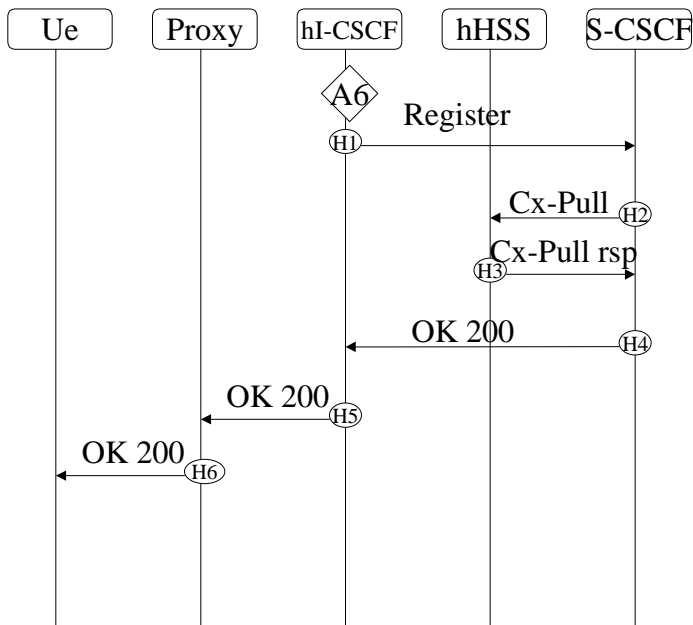 Ue Proxy hI-CSCF hHSS S-CSCF
A6
Register
H1
Cx-Pull
H2
Cx-Pull rsp
H3
OK 200
H4
OK 200
H5
OK 200
H6